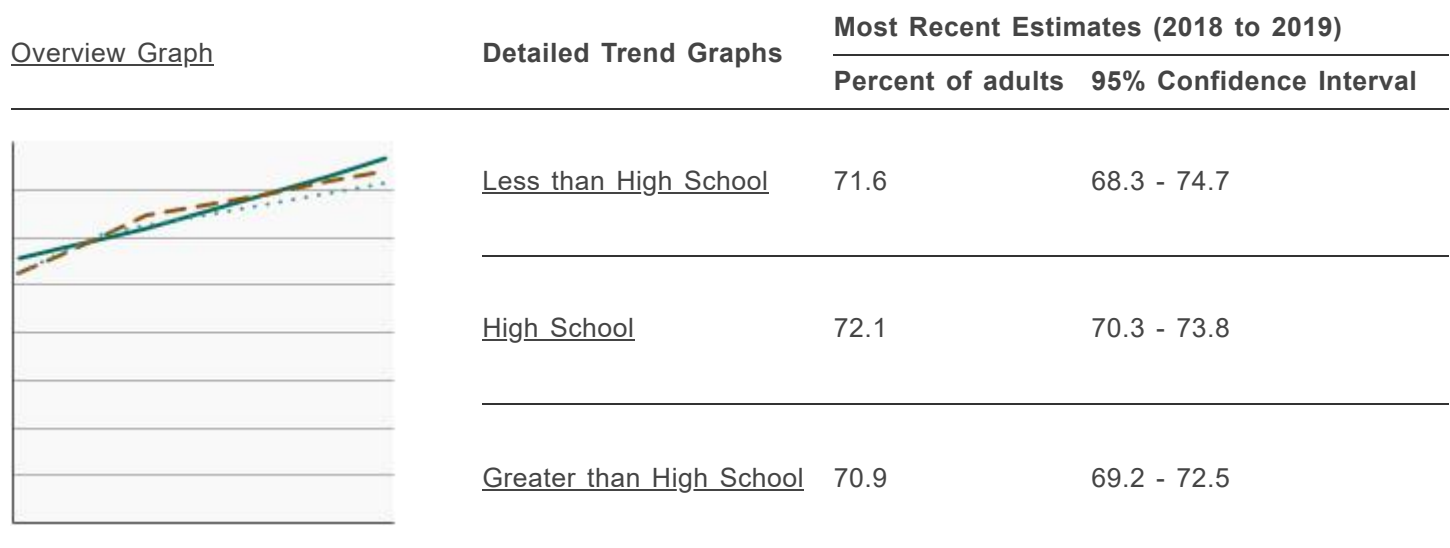 Overview Graph
Detailed Trend Graphs
Most Recent Estimates (2018 to 2019)
Percent of adults 95% Confidence Interval
Less than High School 71.6 68.3 - 74.7
High School 72.1 70.3 - 73.8
Greater than High School 70.9 69.2 - 72.5